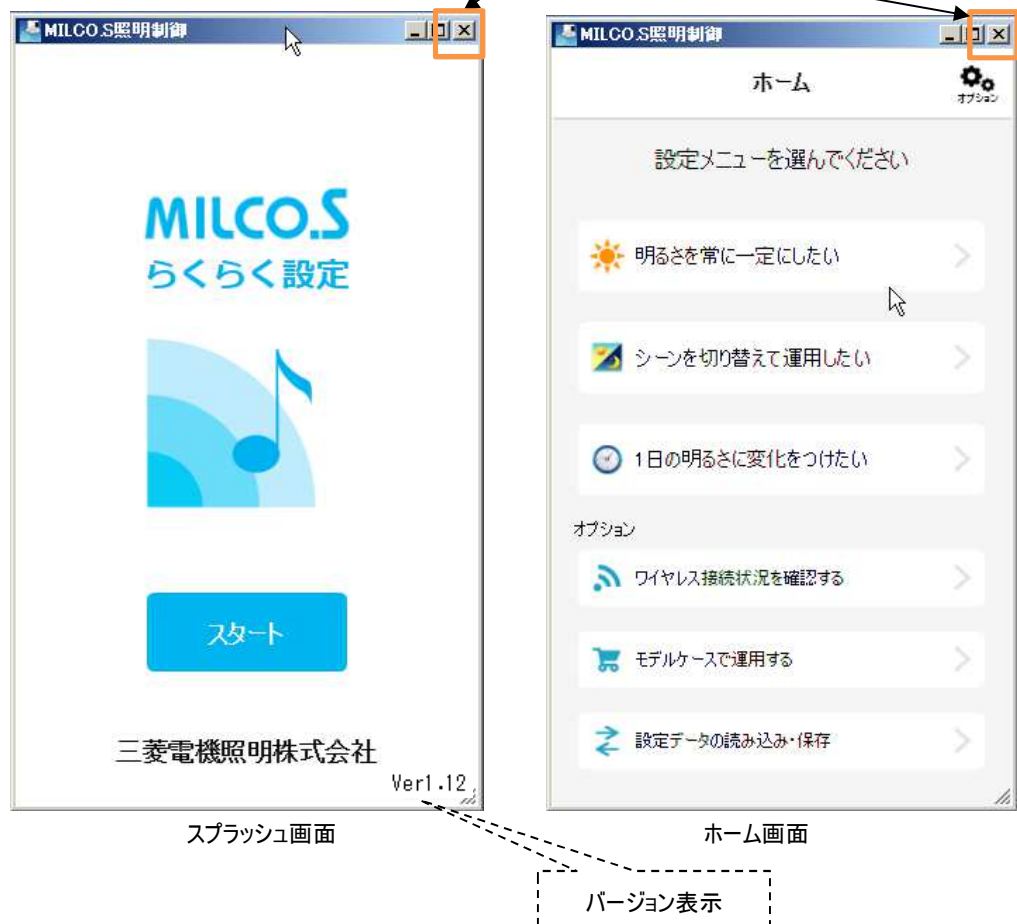 MILCO.S照明制御
MILCO.S
らくらく設定
スタート
三菱電機照明株式会社
Ver1.12
スプラッシュ画面
MILCO.S照明制御
ホーム
オプション
設定メニューを選んでください
明るさを常に一定にしたい
シーンを切り替えて運用したい
1日の明るさに変化をつけたい
オプション
ワイヤレス接続状況を確認する
モデルケースで運用する
設定データの読み込み・保存
ホーム画面
バージョン表示